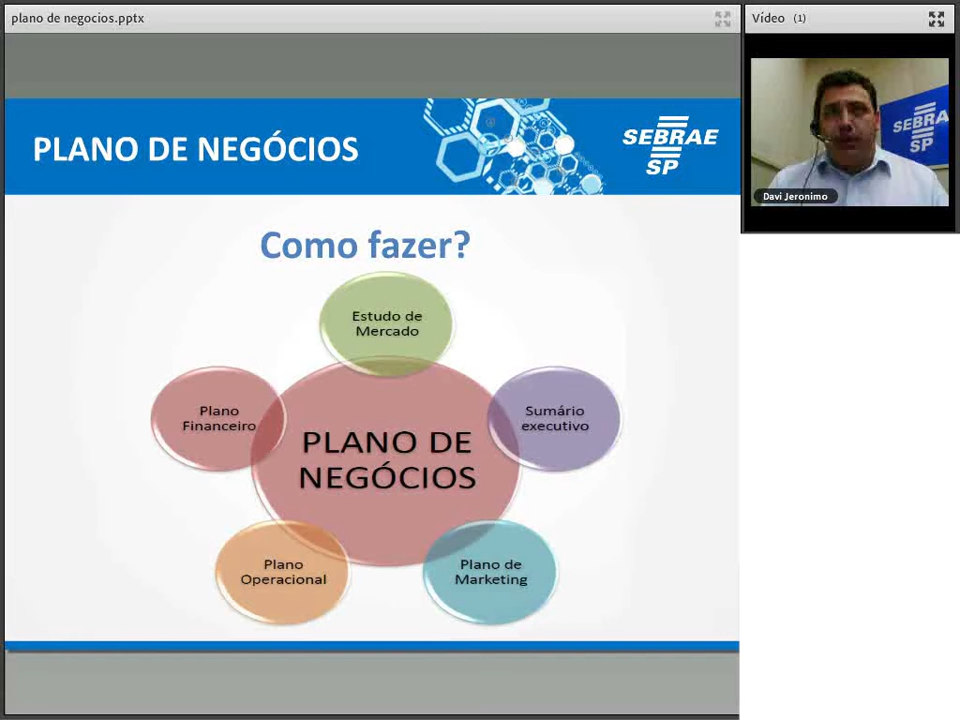 plano de negocios.pptx
Vídeo (1)
PLANO DE NEGÓCIOS
SEBRAE
SP
SEBRAE
SP
Davi Jeronimo
Como fazer?
Estudo de
Mercado
Plano
Financeiro
Sumário
executivo
PLANO DE
NEGÓCIOS
Plano
Operacional
Plano de
Marketing